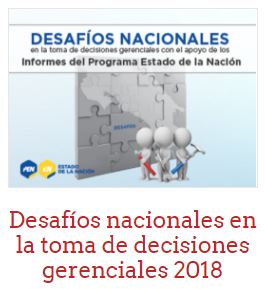 DESAFÍOS NACIONALES
en la toma de decisiones gerenciales con el apoyo de los
Informes del Programa Estado de la Nación
DESAFÍOS
PEN
ESTADO
DE LA NACIÓN
Desafíos nacionales en
la toma de decisiones
gerenciales 2018